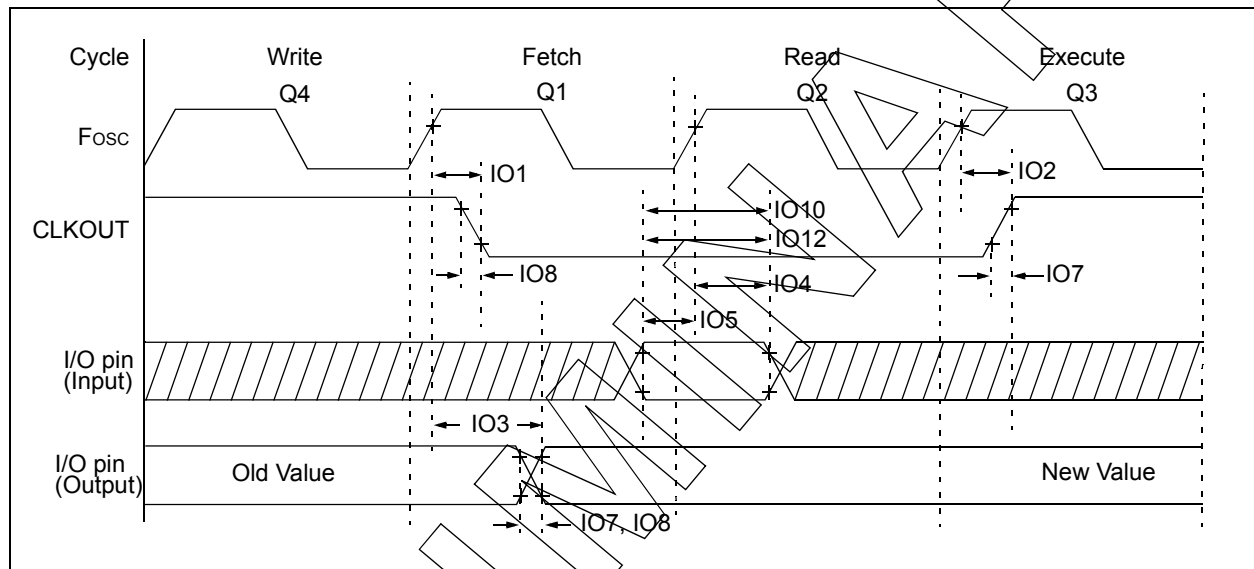 Cycle Write Fetch Read Execute
Q4 Q1 Q2 Q3
Fosc
IO1 IO2
CLKOUT
IO10
IO12
IO8 IO4 IO7
IO5
I/O pin
(Input)
IO3
I/O pin
(Output)
Old Value New Value
IO7, IO8